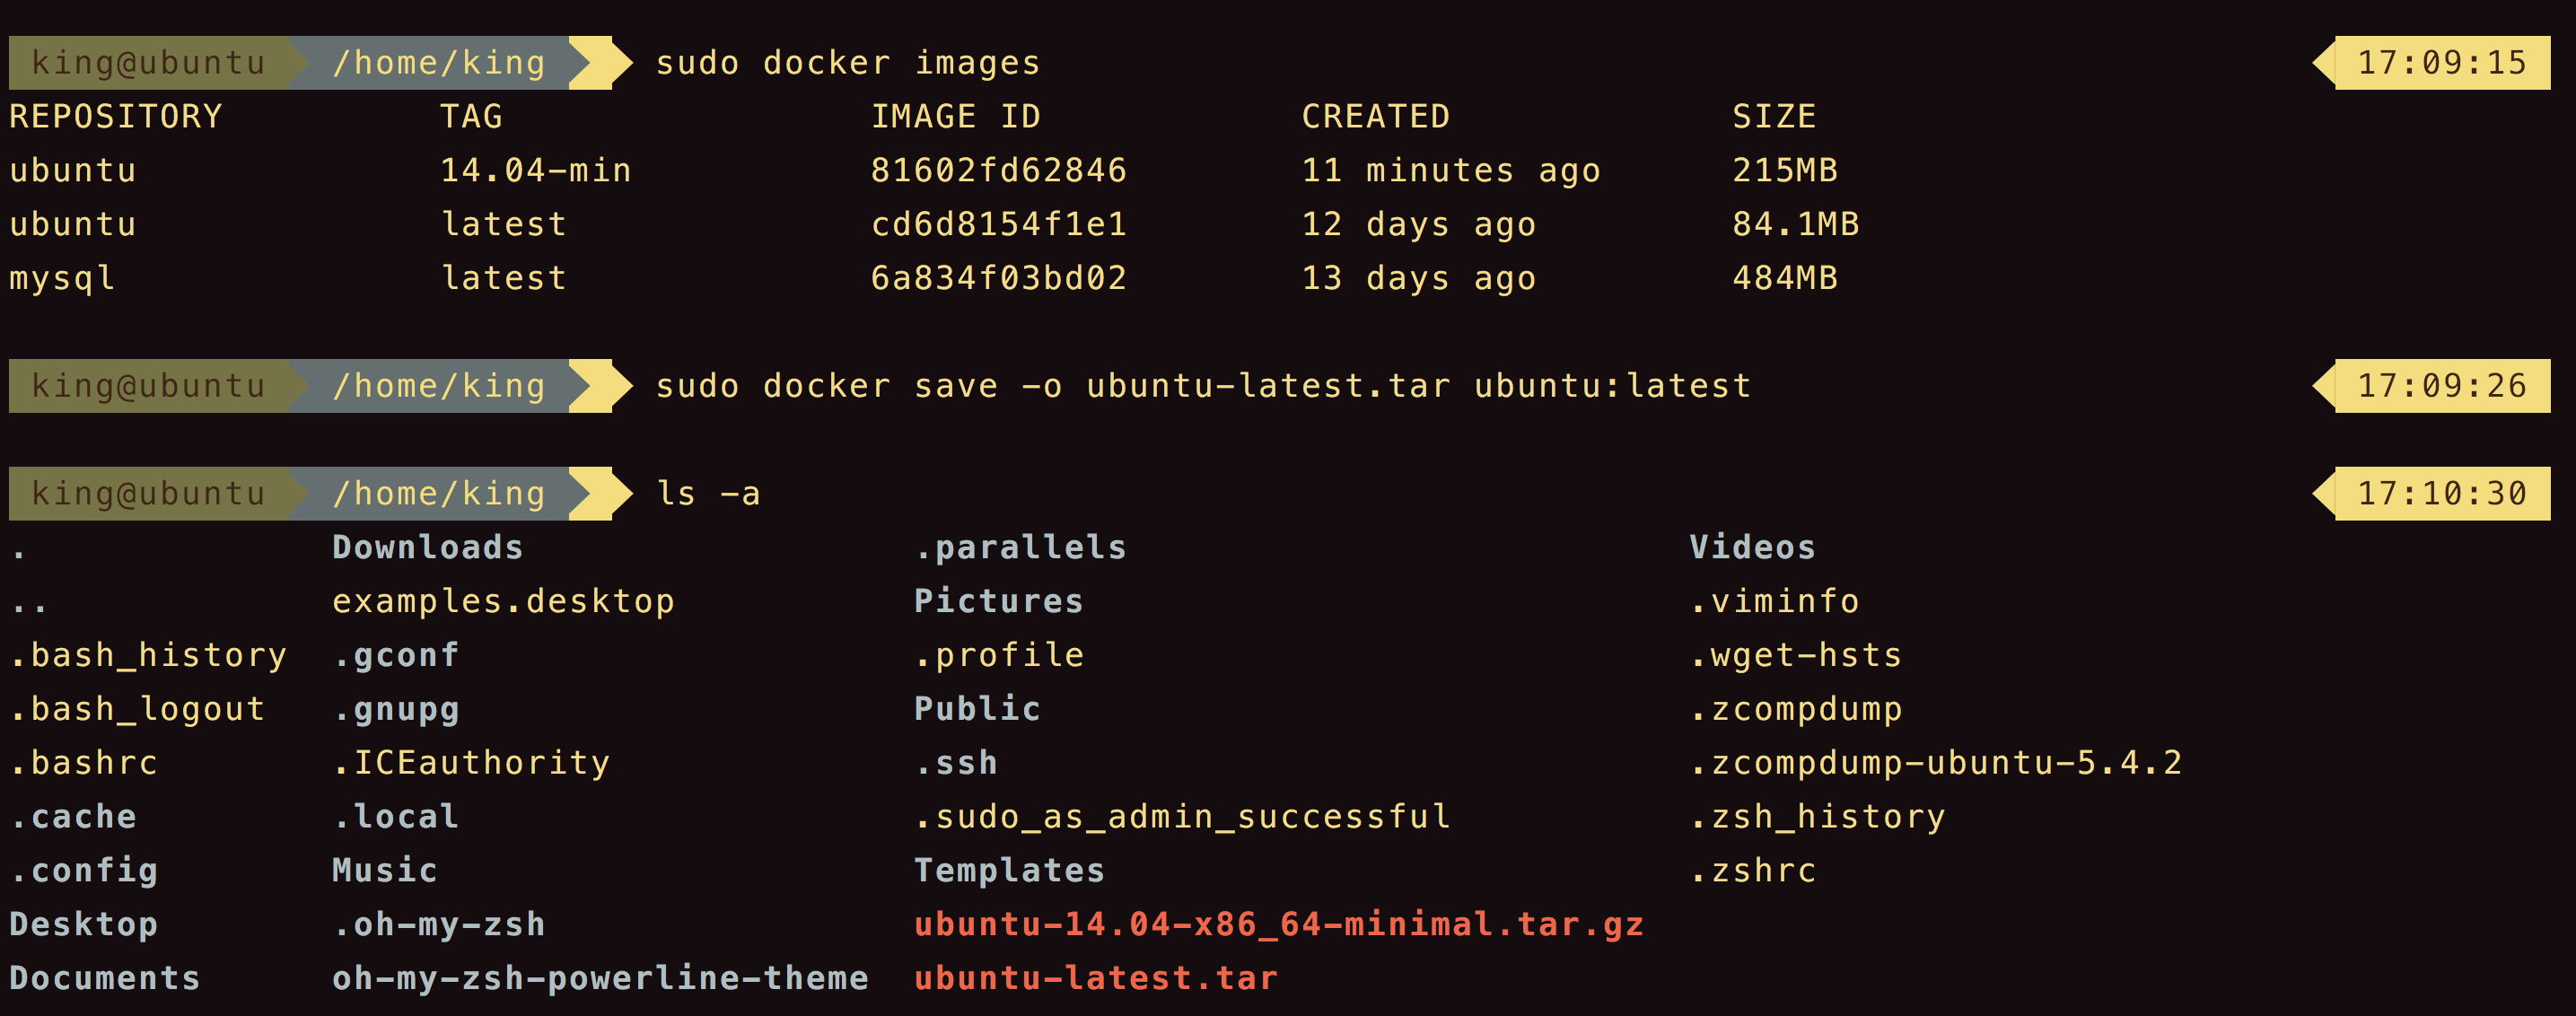 king@ubuntu /home/king sudo docker images 17:09:15
REPOSITORY TAG IMAGE ID CREATED SIZE
ubuntu 14.04-min 81602fd62846 11 minutes ago 215MB
ubuntu latest cd6d8154f1e1 12 days ago 84.1MB
mysql latest 6a834f03bd02 13 days ago 484MB
king@ubuntu /home/king sudo docker save -o ubuntu-latest.tar ubuntu:latest 17:09:26
king@ubuntu /home/king ls -a 17:10:30
. Downloads .parallels Videos
.. examples.desktop Pictures .viminfo
.bash_history .gconf .profile .wget-hsts
.bash_logout .gnupg Public .zcompdump
.bashrc .ICEauthority .ssh .zcompdump-ubuntu-5.4.2
.cache .local .sudo_as_admin_successful .zsh_history
.config Music Templates .zshrc
Desktop .oh-my-zsh ubuntu-14.04-x86_64-minimal.tar.gz
Documents oh-my-zsh-powerline-theme ubuntu-latest.tar